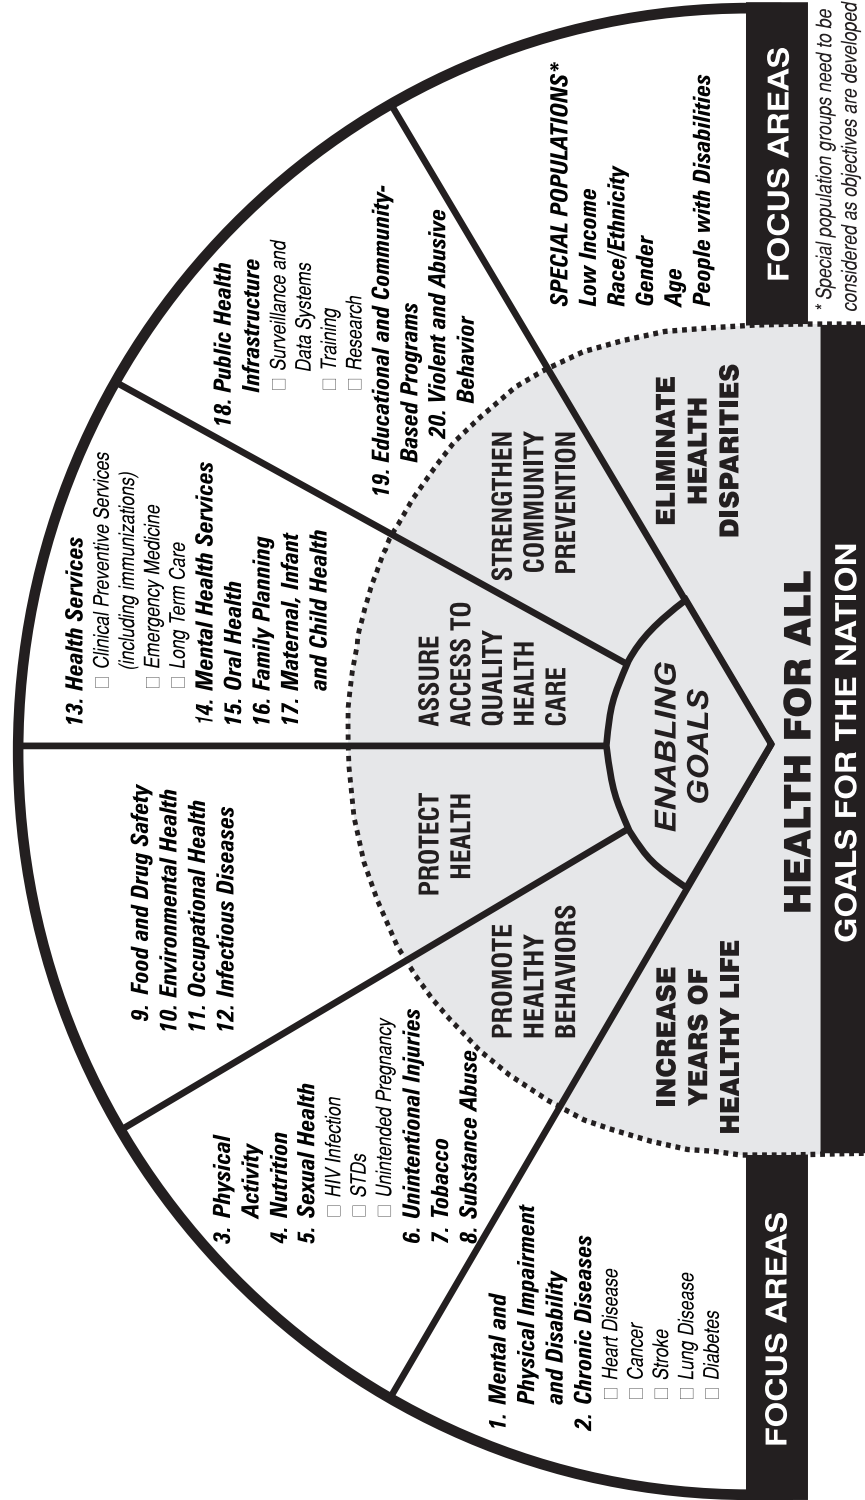 1. Mental and
Physical Impairment
and Disability
2. Chronic Diseases
□ Heart Disease
□ Cancer
□ Stroke
□ Lung Disease
□ Diabetes
3. Physical
Activity
4. Nutrition
5. Sexual Health
□ HIV Infection
□ STDs
□ Unintended Pregnancy
6. Unintentional Injuries
7. Tobacco
8. Substance Abuse
9. Food and Drug Safety
10. Environmental Health
11. Occupational Health
12. Infectious Diseases
13. Health Services
□ Clinical Preventive Services
(including immunizations)
□ Emergency Medicine
□ Long Term Care
14. Mental Health Services
15. Oral Health
16. Family Planning
17. Maternal, Infant
and Child Health
18. Public Health
Infrastructure
□ Surveillance and
Data Systems
□ Training
□ Research
19. Educational and Community-
Based Programs
20. Violent and Abusive
Behavior
SPECIAL POPULATIONS*
Low Income
Race/Ethnicity
Gender
Age
People with Disabilities
INCREASE
YEARS OF
HEALTHY LIFE
PROMOTE
HEALTHY
BEHAVIORS
PROTECT
HEALTH
ASSURE
ACCESS TO
QUALITY
HEALTH
CARE
STRENGTHEN
COMMUNITY
PREVENTION
ELIMINATE
HEALTH
DISPARITIES
ENABLING
GOALS
HEALTH FOR ALL
FOCUS AREAS
GOALS FOR THE NATION
FOCUS AREAS
* Special population groups need to be
considered as objectives are developed